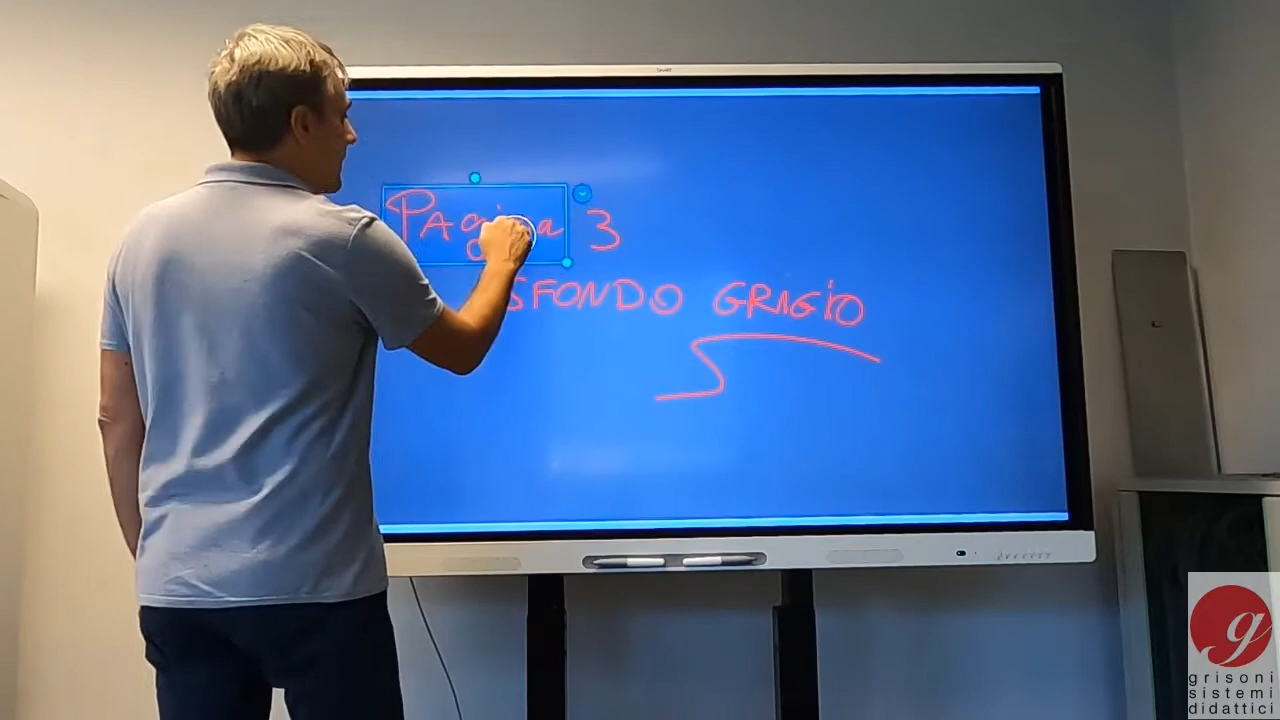 PAgina 3
SFONDO GRIGIO
g
grisoni
sistemi
didattici